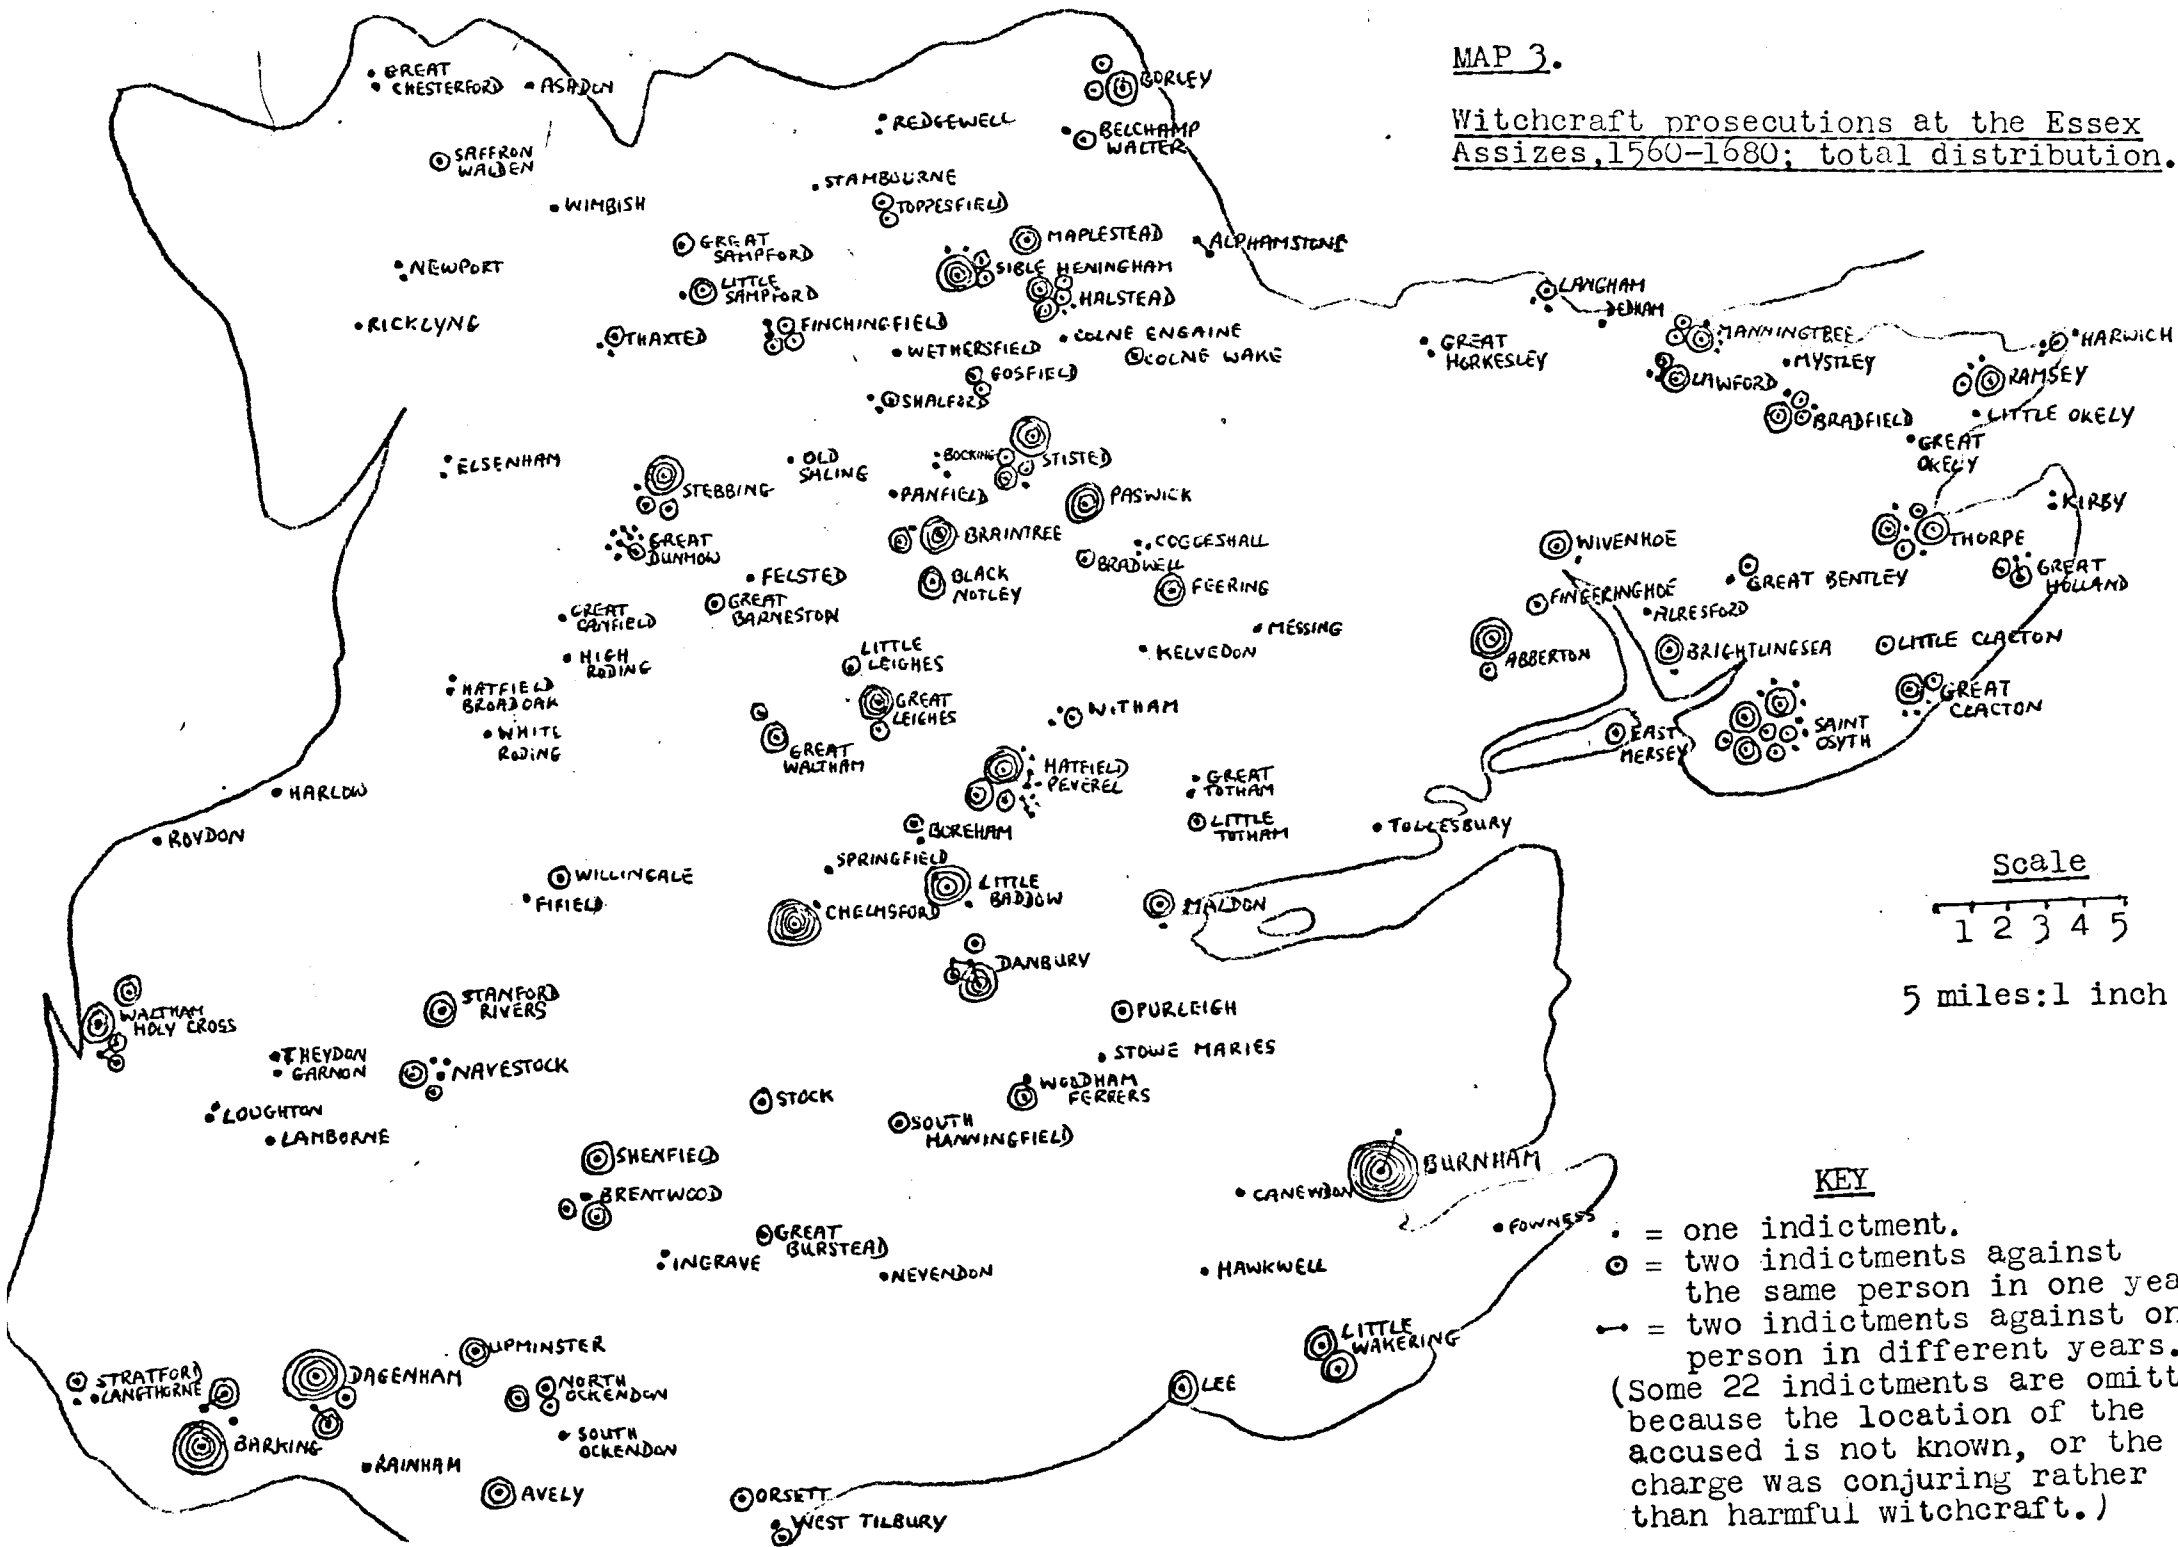 MAP 3.
Witchcraft prosecutions at the Essex
Assizes,1560-1680; total distribution.
GREAT
CHESTERFORD
ASADON
BORLEY
REDGEWELL
BELCHAMP
WALTER
SAFFRON
WALDEN
STAMBOURNE
WIMBISH
TOPPESFIELD
GREAT
SAMPFORD
MAPLESTEAD
ALPHAMSTONE
NEWPORT
SIBLE HENINGHAM
LITTLE
SAMPFORD
HALSTEAD
LANGHAM
DEDHAM
RICKLYNG
THAXTED
FINCHINGFIELD
COLNE ENGAINE
WETHERSFIELD
COLNE WAKE
GREAT
HORKESLEY
MANNINGTREE
HARWICH
MYSTLEY
GOSFIELD
LAWFORD
RAMSEY
SHALFORD
BRADFIELD
LITTLE OKELY
GREAT
OKELY
ELSENHAM
OLD
SALING
BOCKING
STISTED
STEBBING
PANFIELD
PASWICK
KIRBY
GREAT
DUNMOW
BRAINTREE
COGGESHALL
BRADWELL
WIVENHOE
THORPE
GREAT
HOLLAND
FELSTED
BLACK
NOTLEY
FEERING
GREAT BENTLEY
GREAT
CANFIELD
GREAT
BARNESTON
FINGERINGHOE
ALRESFORD
MESSING
HIGH
RODING
LITTLE
LEIGHES
KELVEDON
ABBERTON
BRIGHTLINGSEA
LITTLE CLACTON
HATFIELD
BROADOAK
GREAT
LEIGHES
WITHAM
GREAT
CLACTON
WHITE
RODING
GREAT
WALTHAM
EAST
MERSEY
SAINT
OSYTH
HATFIELD
PEVEREL
HARLOW
GREAT
TOTHAM
ROYDON
BOREHAM
LITTLE
TOTHAM
TOLLESBURY
SPRINGFIELD
WILLINGALE
FIFIELD
LITTLE
BADDOW
CHELMSFORD
MALDON
Scale
1 2 3 4 5
5 miles:1 inch
DANBURY
STANFORD
RIVERS
PURLEIGH
WALTHAM
HOLY CROSS
THEYDON
GARNON
NAVESTOCK
STOWE MARIES
WOODHAM
FERRERS
STOCK
LOUGHTON
LAMBORNE
SOUTH
HANNINGFIELD
SHENFIELD
BURNHAM
BRENTWOOD
CANEWDON
FOWNESS
GREAT
BURSTEAD
INGRAVE
NEVENDON
HAWKWELL
LITTLE
WAKERING
UPMINSTER
STRATFORD
LANGTHORNE
DAGENHAM
NORTH
OCKENDON
LEE
BARKING
SOUTH
OCKENDON
RAINHAM
AVELY
ORSETT
WEST TILBURY
KEY
. = one indictment.
= two indictments against
the same person in one yea
= two indictments against on
person in different years.
(Some 22 indictments are omitt
because the location of the
accused is not known, or the
charge was conjuring rather
than harmful witchcraft.)